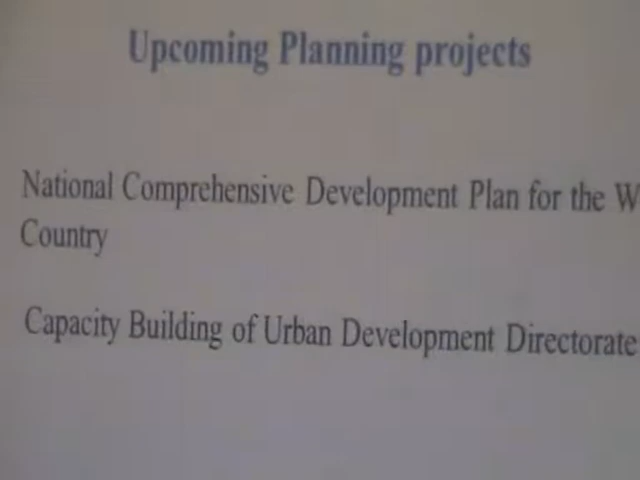 Upcoming Planning projects
National Comprehensive Development Plan for the
Country
Capacity Building of Urban Development Directorate